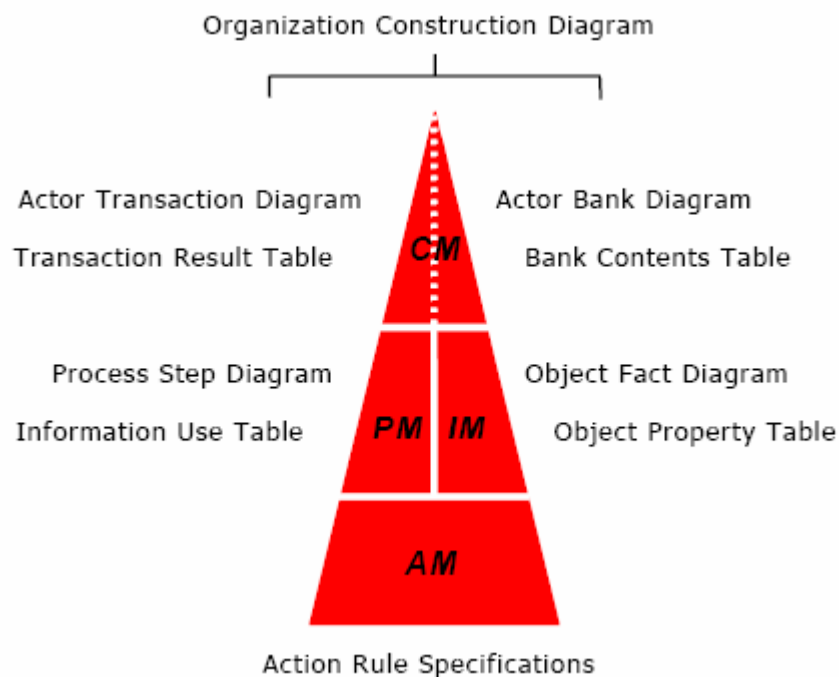 Organization Construction Diagram
Actor Transaction Diagram
Actor Bank Diagram
Transaction Result Table
CM
Bank Contents Table
Process Step Diagram
Object Fact Diagram
Information Use Table
PM
IM
Object Property Table
AM
Action Rule Specifications